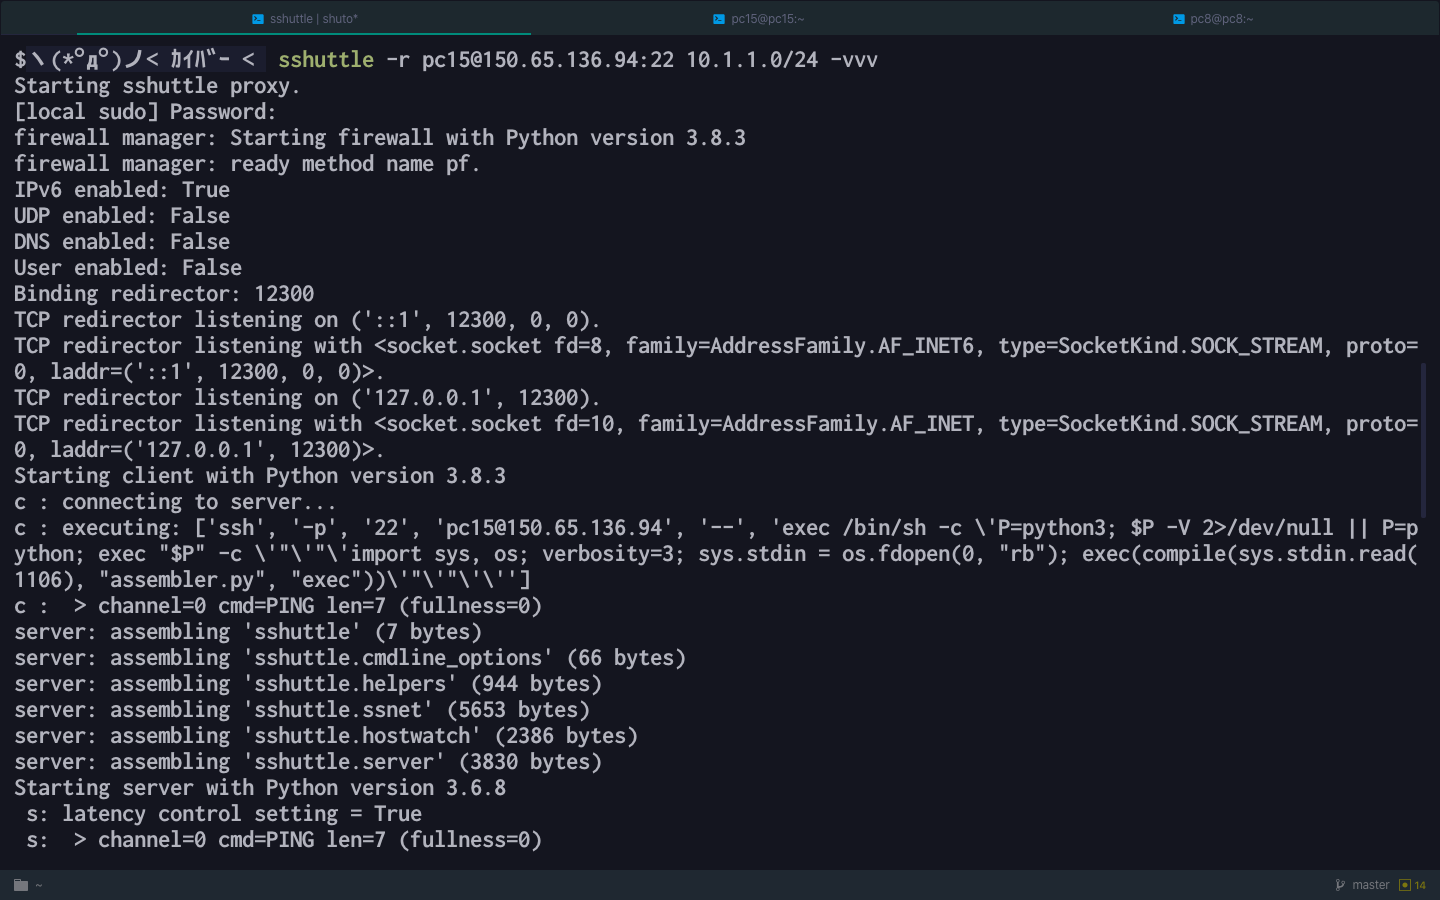 sshuttle | shuto*
pc15@pc15:~
pc8@pc8:~
$ヽ(*ﾟдﾟ)ノ< ｶｲﾊﾞｰ < sshuttle -r pc15@150.65.136.94:22 10.1.1.0/24 -vvv
Starting sshuttle proxy.
[local sudo] Password:
firewall manager: Starting firewall with Python version 3.8.3
firewall manager: ready method name pf.
IPv6 enabled: True
UDP enabled: False
DNS enabled: False
User enabled: False
Binding redirector: 12300
TCP redirector listening on ('::1', 12300, 0, 0).
TCP redirector listening with <socket.socket fd=8, family=AddressFamily.AF_INET6, type=SocketKind.SOCK_STREAM, proto=
0, laddr=('::1', 12300, 0, 0)>.
TCP redirector listening on ('127.0.0.1', 12300).
TCP redirector listening with <socket.socket fd=10, family=AddressFamily.AF_INET, type=SocketKind.SOCK_STREAM, proto=
0, laddr=('127.0.0.1', 12300)>.
Starting client with Python version 3.8.3
c : connecting to server...
c : executing: ['ssh', '-p', '22', 'pc15@150.65.136.94', '--', 'exec /bin/sh -c \'P=python3; $P -V 2>/dev/null || P=p
ython; exec "$P" -c \'"\'"\'import sys, os; verbosity=3; sys.stdin = os.fdopen(0, "rb"); exec(compile(sys.stdin.read(
1106), "assembler.py", "exec"))\'"\'"\'\'']
c :  > channel=0 cmd=PING len=7 (fullness=0)
server: assembling 'sshuttle' (7 bytes)
server: assembling 'sshuttle.cmdline_options' (66 bytes)
server: assembling 'sshuttle.helpers' (944 bytes)
server: assembling 'sshuttle.ssnet' (5653 bytes)
server: assembling 'sshuttle.hostwatch' (2386 bytes)
server: assembling 'sshuttle.server' (3830 bytes)
Starting server with Python version 3.6.8
 s: latency control setting = True
 s:  > channel=0 cmd=PING len=7 (fullness=0)
~
master
14